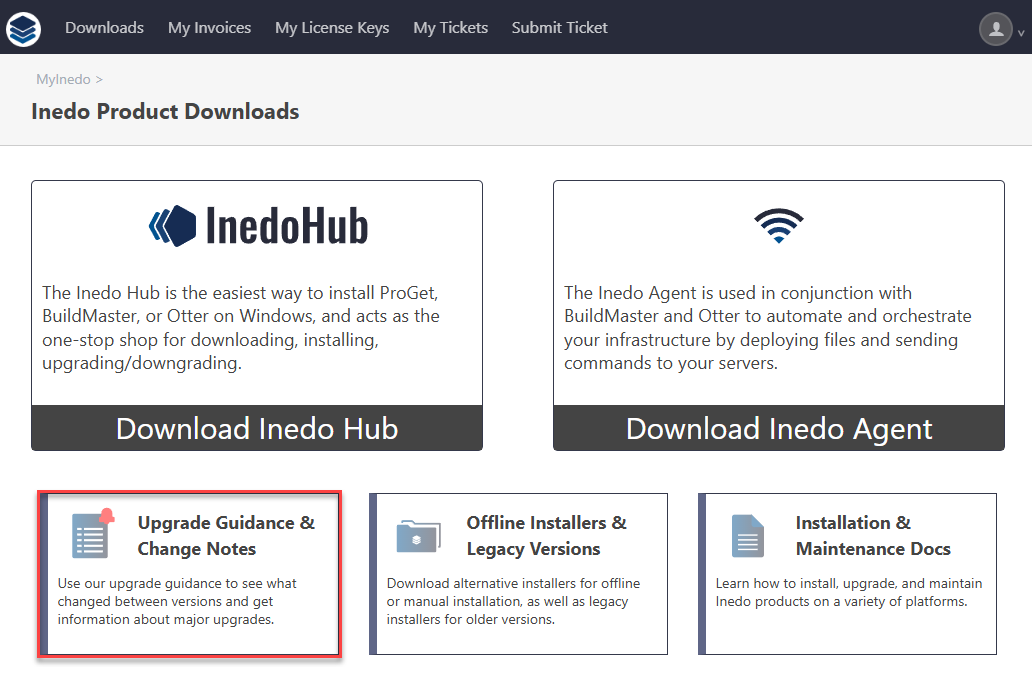 Downloads My Invoices My License Keys My Tickets Submit Ticket
MyInedo >
Inedo Product Downloads
InedoHub
The Inedo Hub is the easiest way to install ProGet,
BuildMaster, or Otter on Windows, and acts as the
one-stop shop for downloading, installing,
upgrading/downgrading.
Download Inedo Hub
The Inedo Agent is used in conjunction with
BuildMaster and Otter to automate and orchestrate
your infrastructure by deploying files and sending
commands to your servers.
Download Inedo Agent
Upgrade Guidance &
Change Notes
Use our upgrade guidance to see what
changed between versions and get
information about major upgrades.
Offline Installers &
Legacy Versions
Download alternative installers for offline
or manual installation, as well as legacy
installers for older versions.
Installation &
Maintenance Docs
Learn how to install, upgrade, and maintain
Inedo products on a variety of platforms.